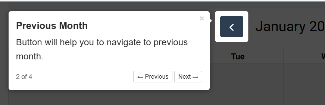 Previous Month ×
January 20
Button will help you to navigate to previous
month.
Tue W
2 of 4 ← Previous Next →